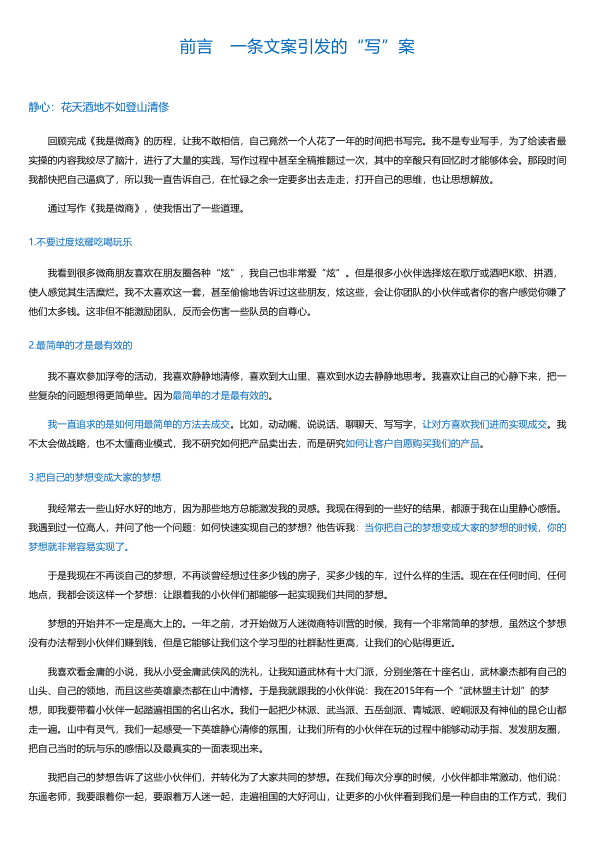 前言　一条文案引发的“写”案
静心：花天酒地不如登山清修
回顾完成《我是微商》的历程，让我不敢相信，自己竟然一个人花了一年的时间把书写完。我不是专业写手，为了给读者最
实操的内容我绞尽了脑汁，进行了大量的实践，写作过程中甚至全稿推翻过一次，其中的辛酸只有回忆时才能够体会。那段时间
我都快把自己逼疯了，所以我一直告诉自己，在忙碌之余一定要多出去走走，打开自己的思维，也让思想解放。
通过写作《我是微商》，使我悟出了一些道理。
1.不要过度炫耀吃喝玩乐
我看到很多微商朋友喜欢在朋友圈各种“炫”，我自己也非常爱“炫”。但是很多小伙伴选择炫在歌厅或酒吧K歌、拼酒，
使人感觉其生活糜烂。我不太喜欢这一套，甚至偷偷地告诉过这些朋友，炫这些，会让你团队的小伙伴或者你的客户感觉你赚了
他们太多钱。这非但不能激励团队，反而会伤害一些队员的自尊心。
2.最简单的才是最有效的
我不喜欢参加浮夸的活动，我喜欢静静地清修，喜欢到大山里、喜欢到水边去静静地思考。我喜欢让自己的心静下来，把一
些复杂的问题想得更简单些。因为最简单的才是最有效的。
我一直追求的是如何用最简单的方法去成交。比如，动动嘴、说说话、聊聊天、写写字，让对方喜欢我们进而实现成交。我
不太会做战略，也不太懂商业模式，我不研究如何把产品卖出去，而是研究如何让客户自愿购买我们的产品。
3.把自己的梦想变成大家的梦想
我经常去一些山好水好的地方，因为那些地方总能激发我的灵感。我现在得到的一些好的结果，都源于我在山里静心感悟。
我遇到过一位高人，并问了他一个问题：如何快速实现自己的梦想？他告诉我：当你把自己的梦想变成大家的梦想的时候，你的
梦想就非常容易实现了。
于是我现在不再谈自己的梦想，不再谈曾经想过住多少钱的房子，买多少钱的车，过什么样的生活。现在在任何时间、任何
地点，我都会谈这样一个梦想：让跟着我的小伙伴们都能够一起实现我们共同的梦想。
梦想的开始并不一定是高大上的。一年之前，才开始做万人迷微商特训营的时候，我有一个非常简单的梦想，虽然这个梦想
没有办法帮到小伙伴们赚到钱，但是它能够让我们这个学习型的社群黏性更高，让我们的心贴得更近。
我喜欢看金庸的小说，我从小受金庸武侠风的洗礼，让我知道武林有十大门派，分别坐落在十座名山，武林豪杰都有自己的
山头、自己的领地，而且这些英雄豪杰都在山中清修。于是我就跟我的小伙伴说：我在2015年有一个“武林盟主计划”的梦
想，即我要带着小伙伴一起踏遍祖国的名山名水。我们一起把少林派、武当派、五岳剑派、青城派、崆峒派及有神仙的昆仑山都
走一遍。山中有灵气，我们一起感受一下英雄静心清修的氛围，让我们所有的小伙伴在玩的过程中能够动动手指、发发朋友圈，
把自己当时的玩与乐的感悟以及最真实的一面表现出来。
我把自己的梦想告诉了这些小伙伴们，并转化为了大家共同的梦想。在我们每次分享的时候，小伙伴都非常激动，他们说：
东遥老师，我要跟着你一起，要跟着万人迷一起，走遍祖国的大好河山，让更多的小伙伴看到我们是一种自由的工作方式，我们